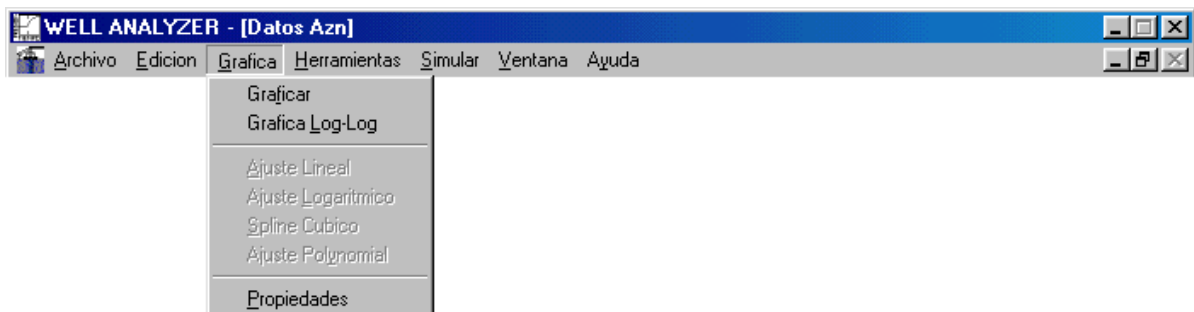 WELL ANALYZER - [Datos Azn]
Archivo Edicion Grafica Herramientas Simular Ventana Ayuda
Graficar
Grafica Log-Log
Ajuste Lineal
Ajuste Logaritmico
Spline Cubico
Ajuste Polynomial
Propiedades